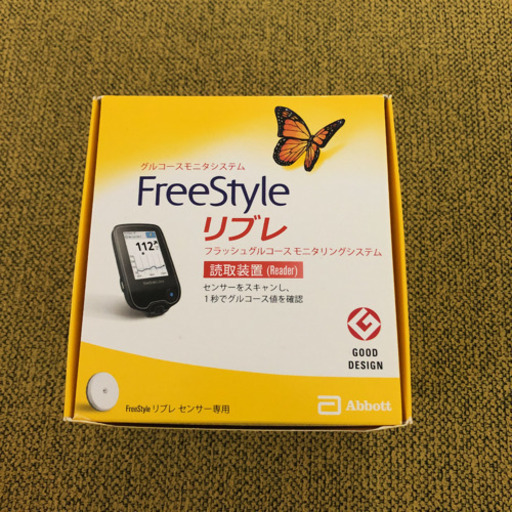 グルコースモニタシステム
FreeStyle
リブレ
フラッシュグルコース モニタリングシステム
読取装置 (Reader)
センサーをスキャンし、
1秒でグルコース値を確認
112
GOOD
DESIGN
FreeStyle リブレ センサー専用
Abbott